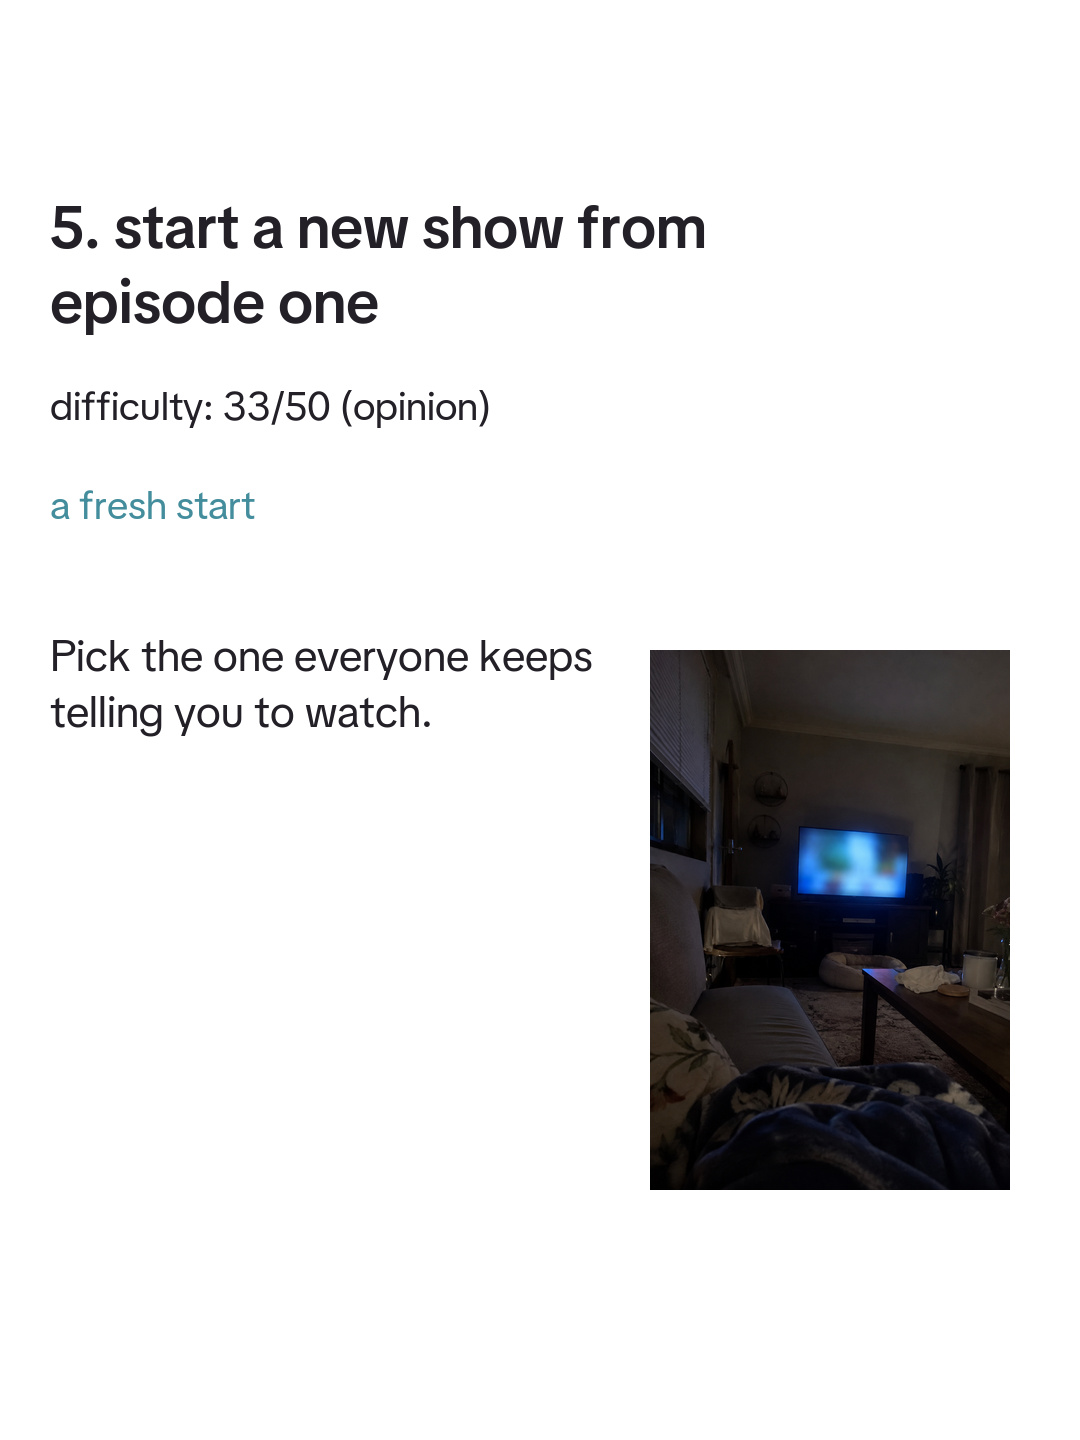 5. start a new show from
episode one
difficulty: 33/50 (opinion)
a fresh start
Pick the one everyone keeps
telling you to watch.